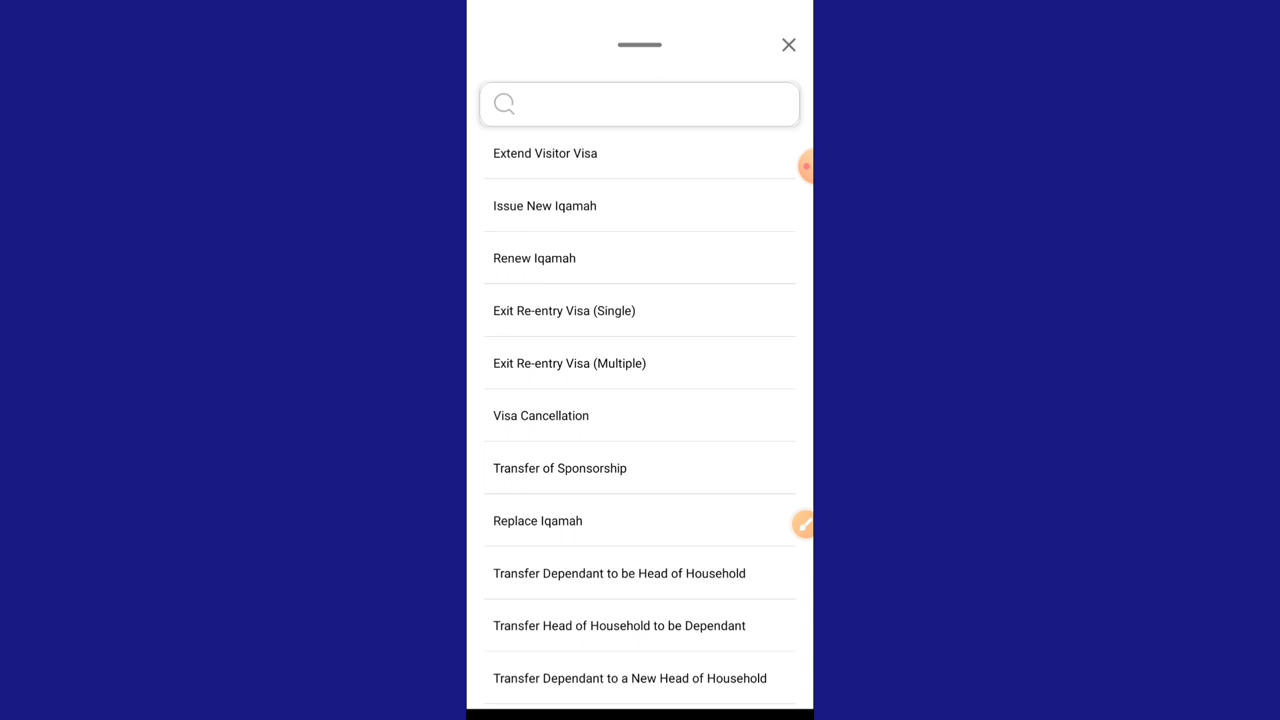 Extend Visitor Visa
Issue New Iqamah
Renew Iqamah
Exit Re-entry Visa (Single)
Exit Re-entry Visa (Multiple)
Visa Cancellation
Transfer of Sponsorship
Replace Iqamah
Transfer Dependant to be Head of Household
Transfer Head of Household to be Dependant
Transfer Dependant to a New Head of Household